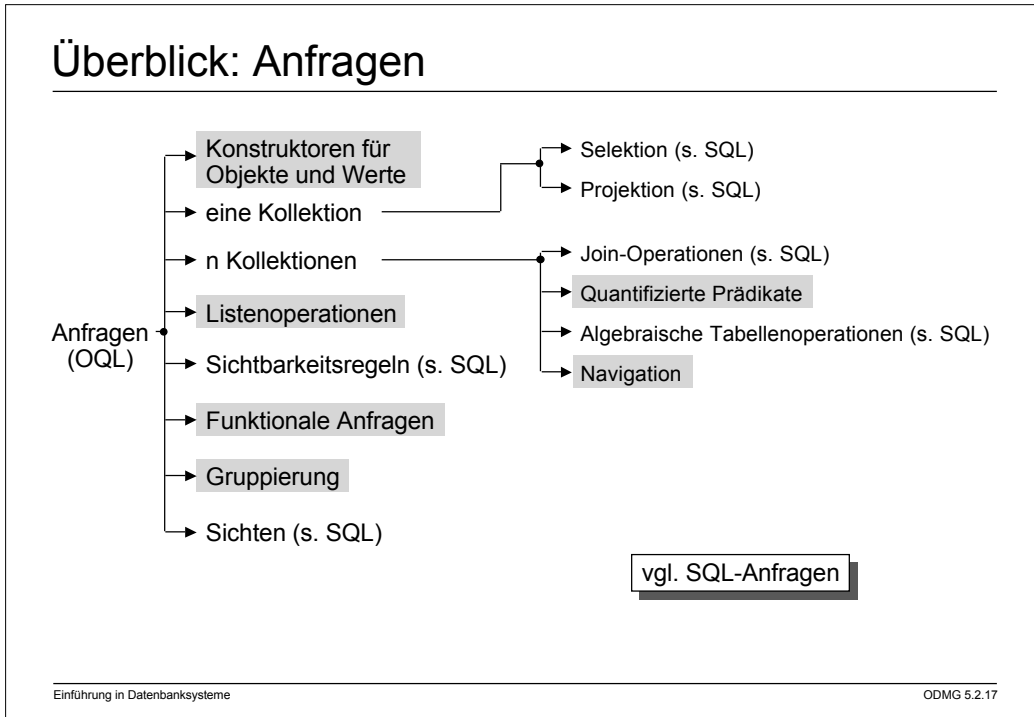 Überblick: Anfragen
Anfragen
(OQL)
Konstruktoren für
Objekte und Werte
eine Kollektion
n Kollektionen
Listenoperationen
Sichtbarkeitsregeln (s. SQL)
Funktionale Anfragen
Gruppierung
Sichten (s. SQL)
Selektion (s. SQL)
Projektion (s. SQL)
Join-Operationen (s. SQL)
Quantifizierte Prädikate
Algebraische Tabellenoperationen (s. SQL)
Navigation
vgl. SQL-Anfragen
Einführung in Datenbanksysteme
ODMG 5.2.17